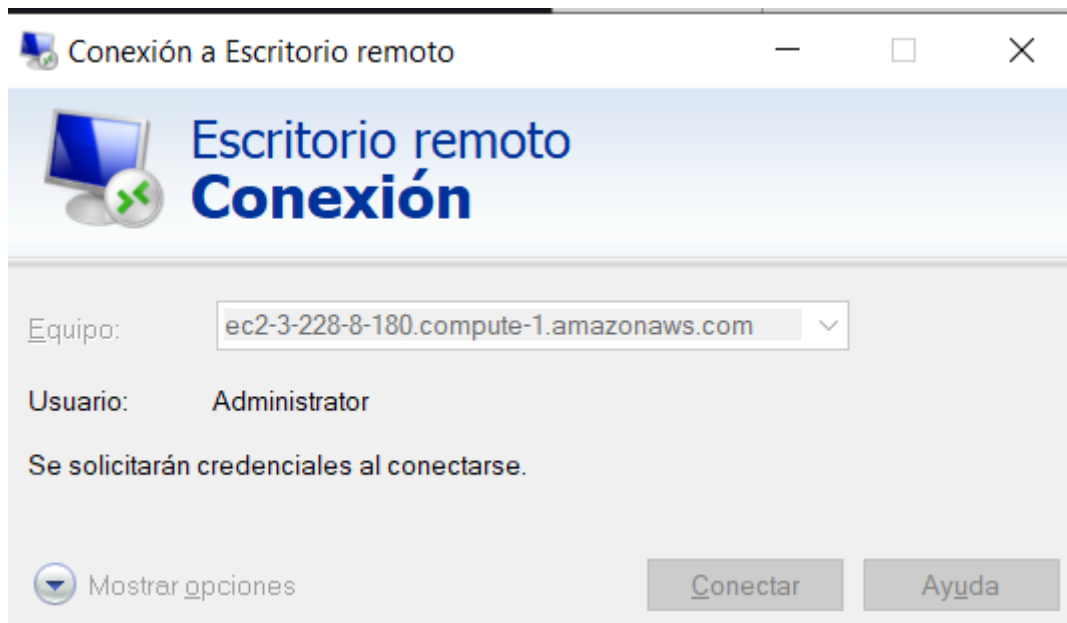 Conexión a Escritorio remoto
Escritorio remoto
Conexión
Equipo: ec2-3-228-8-180.compute-1.amazonaws.com
Usuario: Administrator
Se solicitarán credenciales al conectarse.
Mostrar opciones Conectar Ayuda